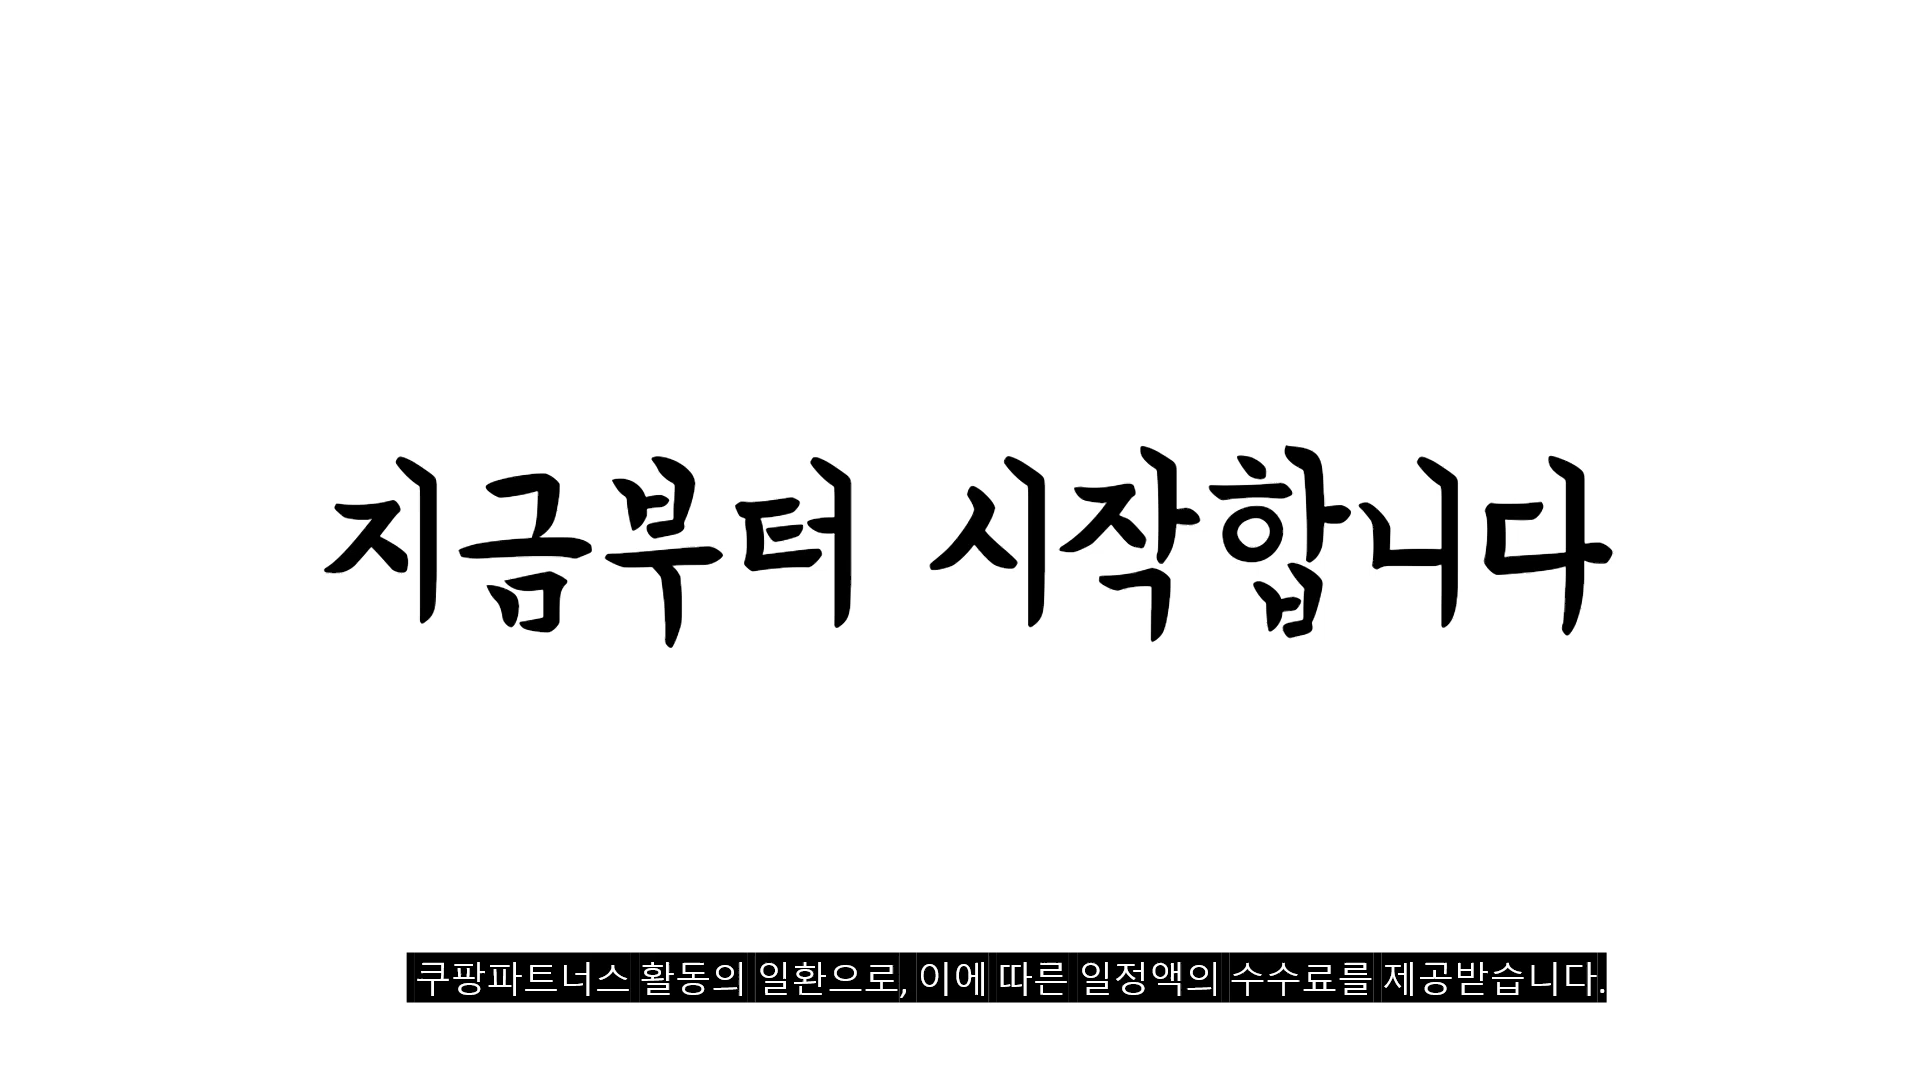 지금부터 시작합니다
쿠팡파트너스 활동의 일환으로, 이에 따른 일정액의 수수료를 제공받습니다.